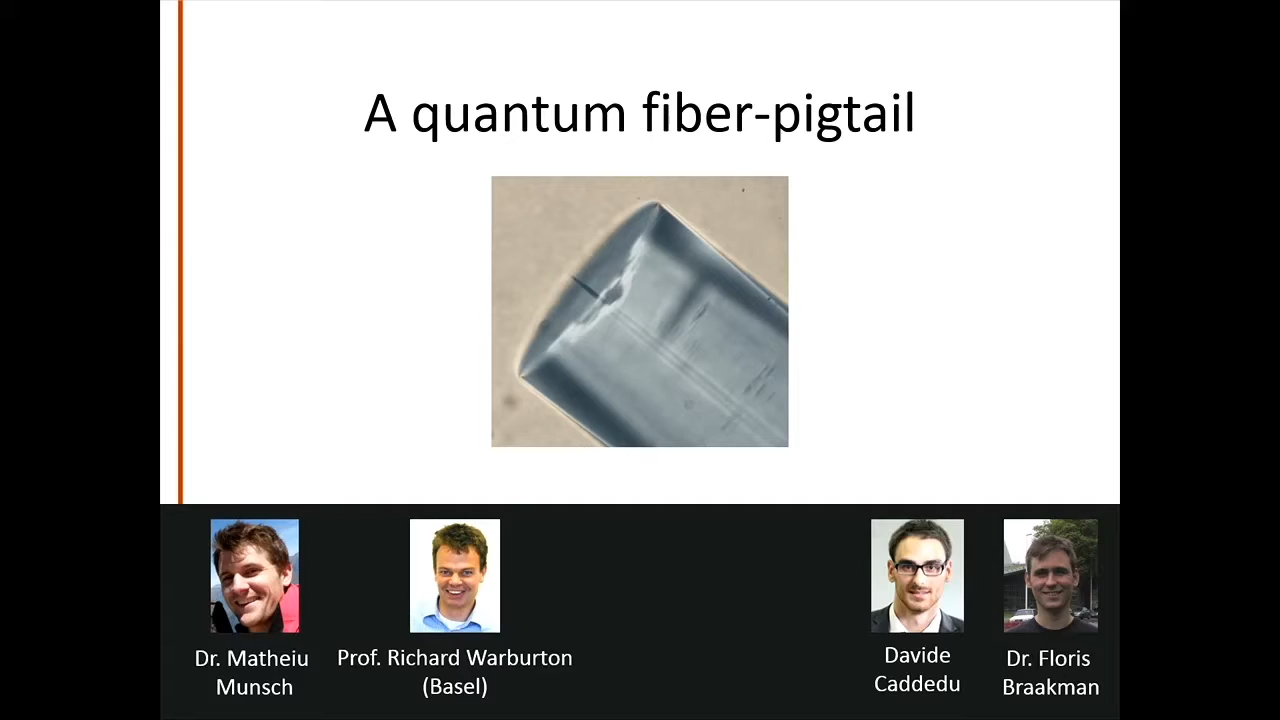 A quantum fiber-pigtail
Dr. Matheiu
Munsch
Prof. Richard Warburton
(Basel)
Davide
Caddedu
Dr. Floris
Braakman